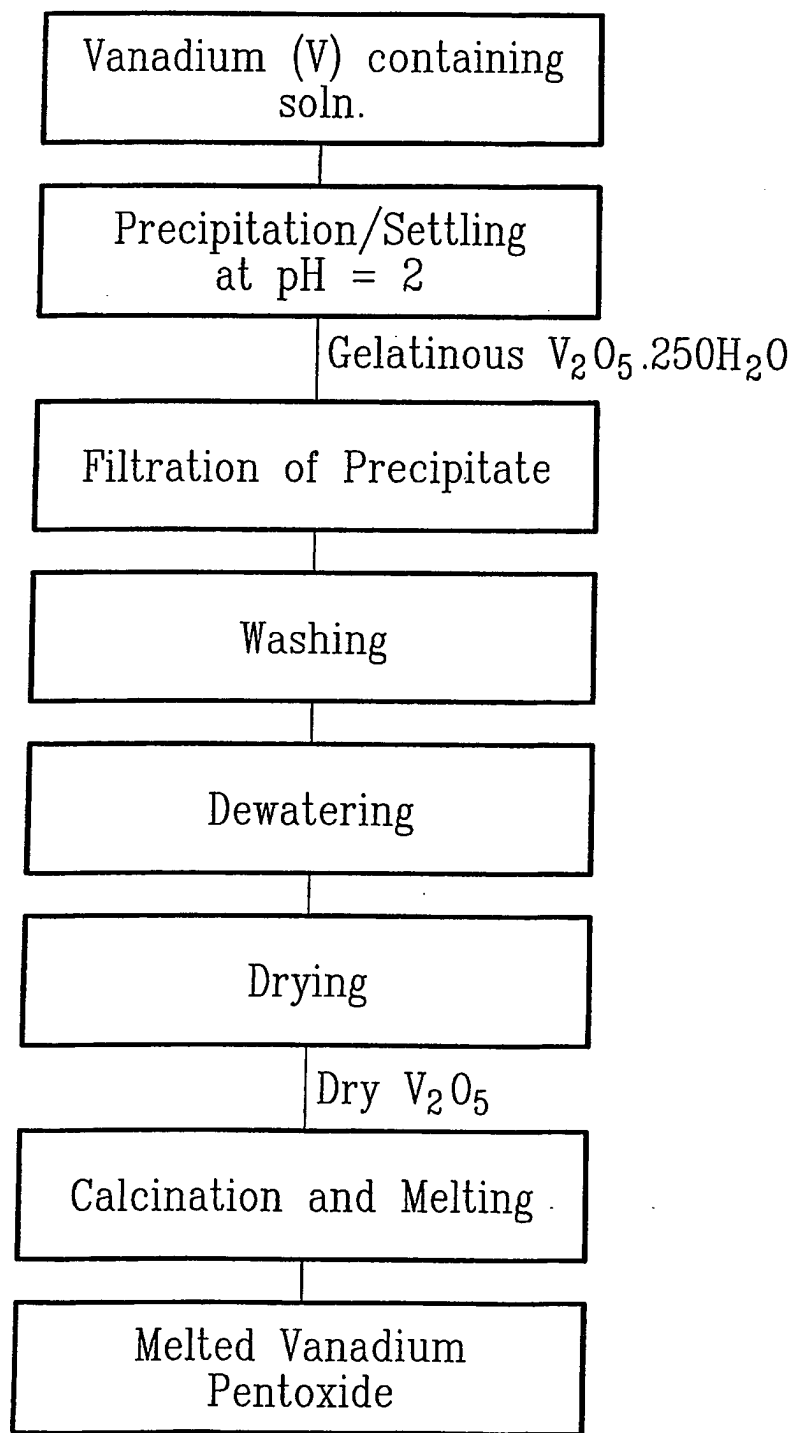 Vanadium (V) containing
soln.
Precipitation/Settling
at pH = 2
Gelatinous V₂O₅.250H₂O
Filtration of Precipitate
Washing
Dewatering
Drying
Dry V₂O₅
Calcination and Melting
Melted Vanadium
Pentoxide